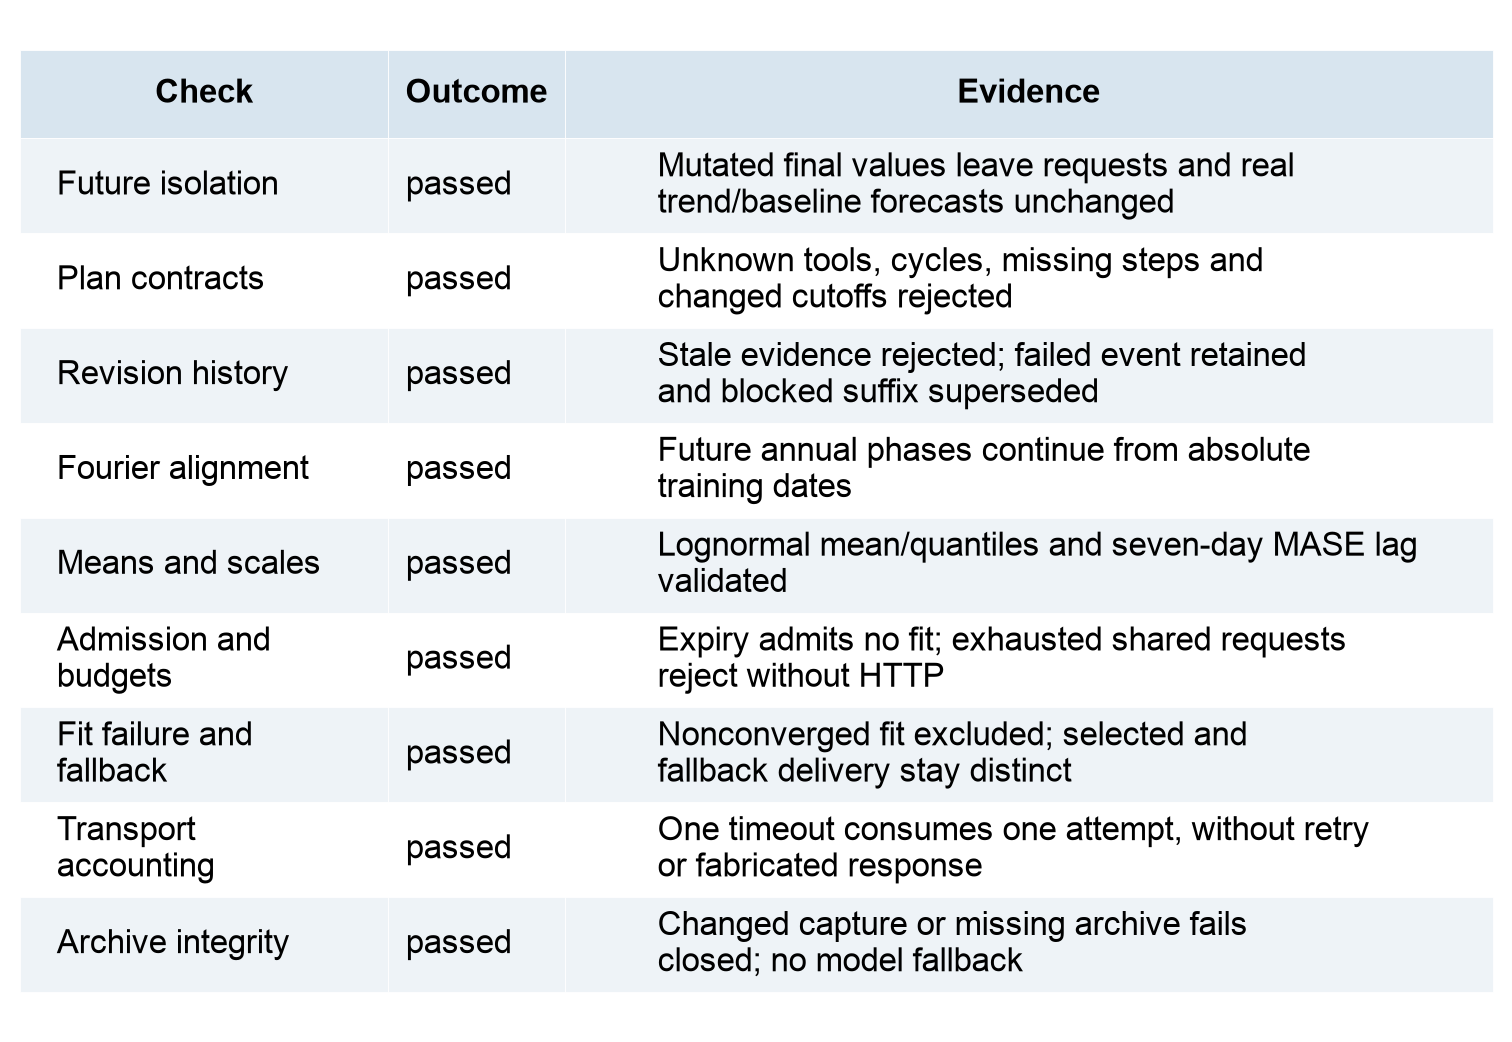 Check Outcome Evidence
Future isolation passed Mutated final values leave requests and real
trend/baseline forecasts unchanged
Plan contracts passed Unknown tools, cycles, missing steps and
changed cutoffs rejected
Revision history passed Stale evidence rejected; failed event retained
and blocked suffix superseded
Fourier alignment passed Future annual phases continue from absolute
training dates
Means and scales passed Lognormal mean/quantiles and seven-day MASE lag
validated
Admission and
budgets
passed
Expiry admits no fit; exhausted shared requests
reject without HTTP
Fit failure and
fallback
passed
Nonconverged fit excluded; selected and
fallback delivery stay distinct
Transport
accounting
passed
One timeout consumes one attempt, without retry
or fabricated response
Archive integrity passed Changed capture or missing archive fails
closed; no model fallback